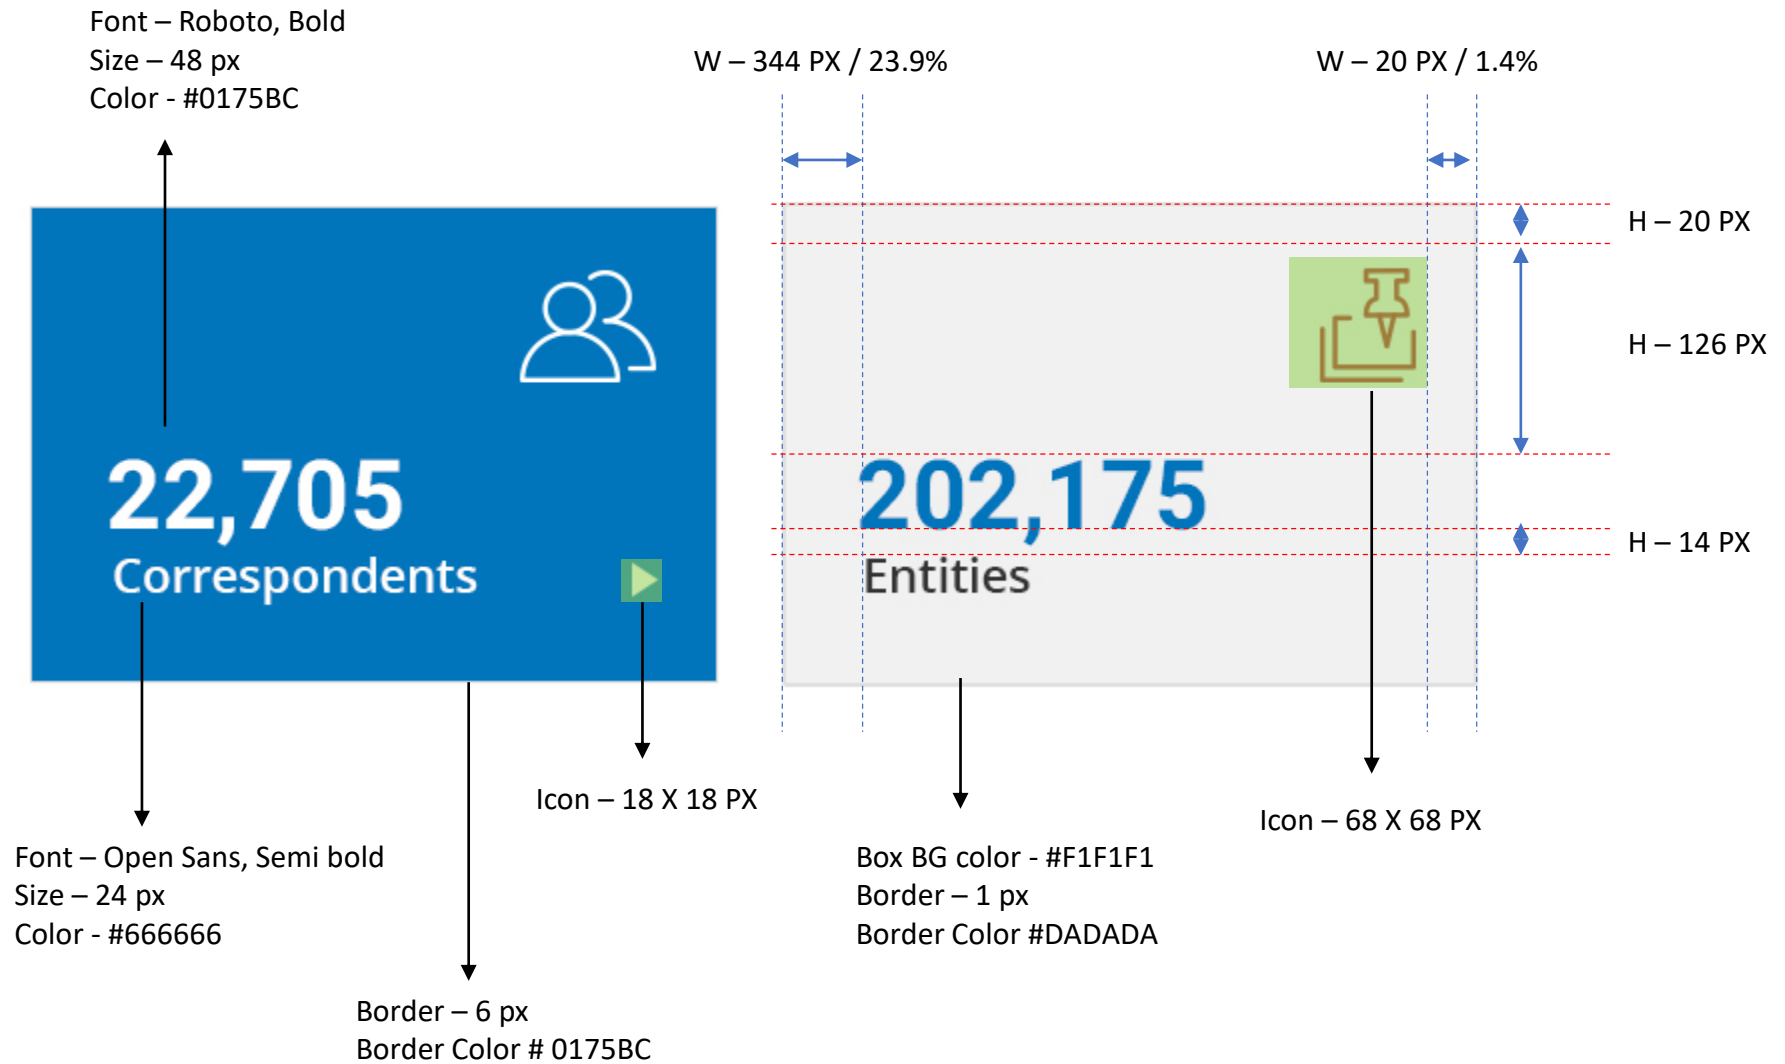 Font – Roboto, Bold
Size – 48 px
Color - #0175BC
W – 344 PX / 23.9%
W – 20 PX / 1.4%
H – 20 PX
H – 126 PX
H – 14 PX
22,705
Correspondents
202,175
Entities
Icon – 18 X 18 PX
Icon – 68 X 68 PX
Font – Open Sans, Semi bold
Size – 24 px
Color - #666666
Box BG color - #F1F1F1
Border – 1 px
Border Color #DADADA
Border – 6 px
Border Color # 0175BC